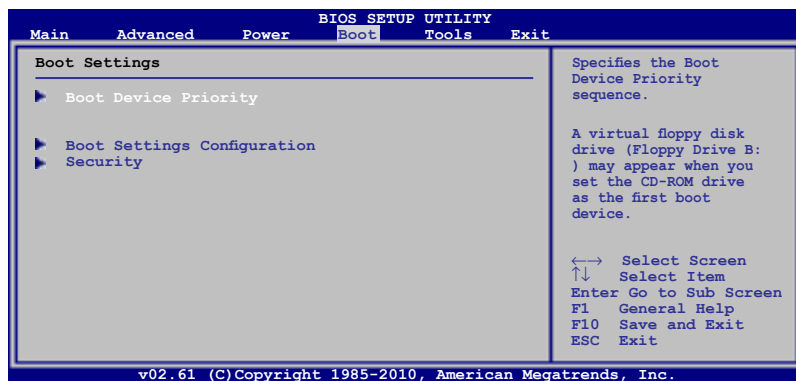 BIOS SETUP UTILITY
Main Advanced Power Boot Tools Exit
Boot Settings
Boot Device Priority
Boot Settings Configuration
Security
Specifies the Boot
Device Priority
sequence.
A virtual floppy disk
drive (Floppy Drive B:
) may appear when you
set the CD-ROM drive
as the first boot
device.
←→ Select Screen
↑↓ Select Item
Enter Go to Sub Screen
F1 General Help
F10 Save and Exit
ESC Exit
v02.61 (C)Copyright 1985-2010, American Megatrends, Inc.